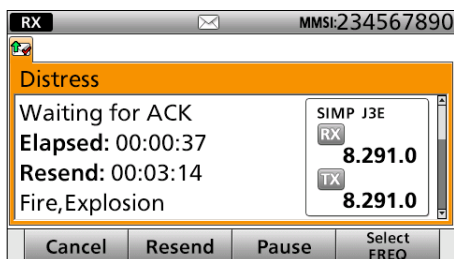 RX MMSI:234567890
Distress
Waiting for ACK
Elapsed: 00:00:37
Resend: 00:03:14
Fire,Explosion
SIMP J3E
RX
8.291.0
TX
8.291.0
Cancel Resend Pause Select FREQ